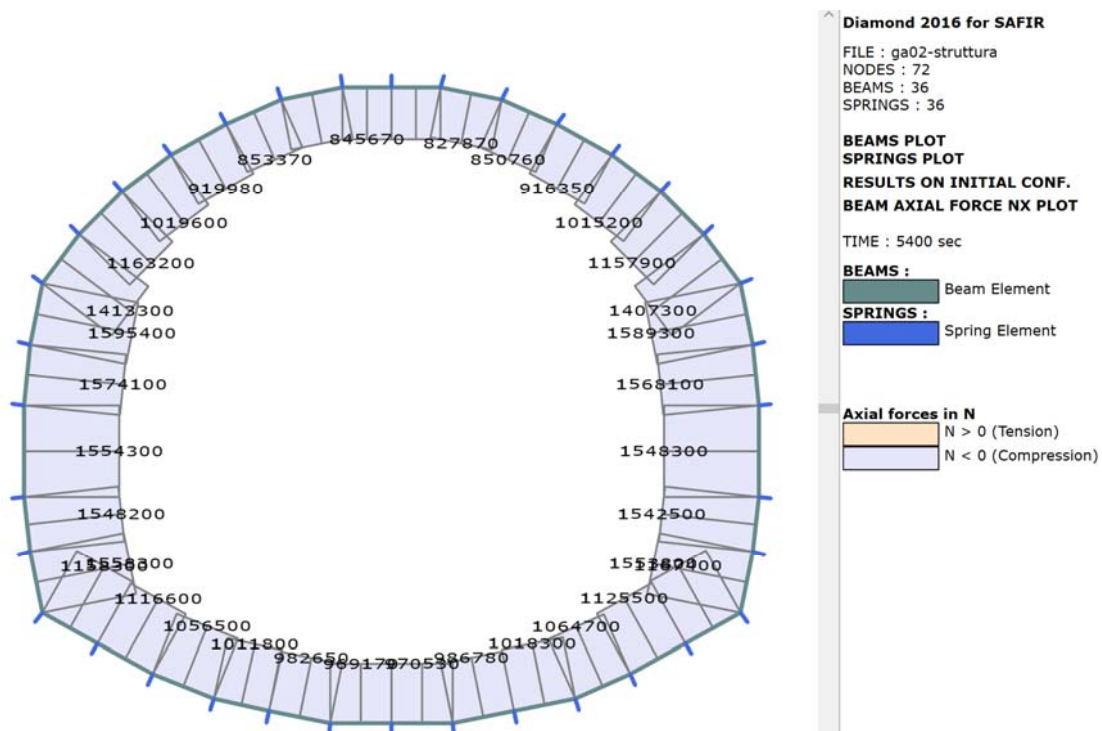 Diamond 2016 for SAFIR
FILE : ga02-struttura
NODES : 72
BEAMS : 36
SPRINGS : 36
BEAMS PLOT
SPRINGS PLOT
RESULTS ON INITIAL CONF.
BEAM AXIAL FORCE NX PLOT
TIME : 5400 sec
BEAMS :
Beam Element
SPRINGS :
Spring Element
Axial forces in N
N > 0 (Tension)
N < 0 (Compression)
845670
827870
853370
850760
919980
916350
1019600
1015200
1163200
1157900
1413300
1407300
1595400
1589300
1574100
1568100
1554300
1548300
1548200
1542500
1558300
1116600
1125500
1056500
1064700
1011800
1018300
982650
986780
969170
970530